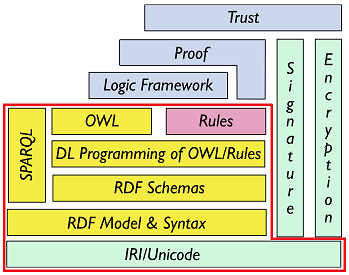 Trust
Proof
Logic Framework
Signature
Encryption
SPARQL
OWL
Rules
DL Programming of OWL/Rules
RDF Schemas
RDF Model & Syntax
IRI/Unicode